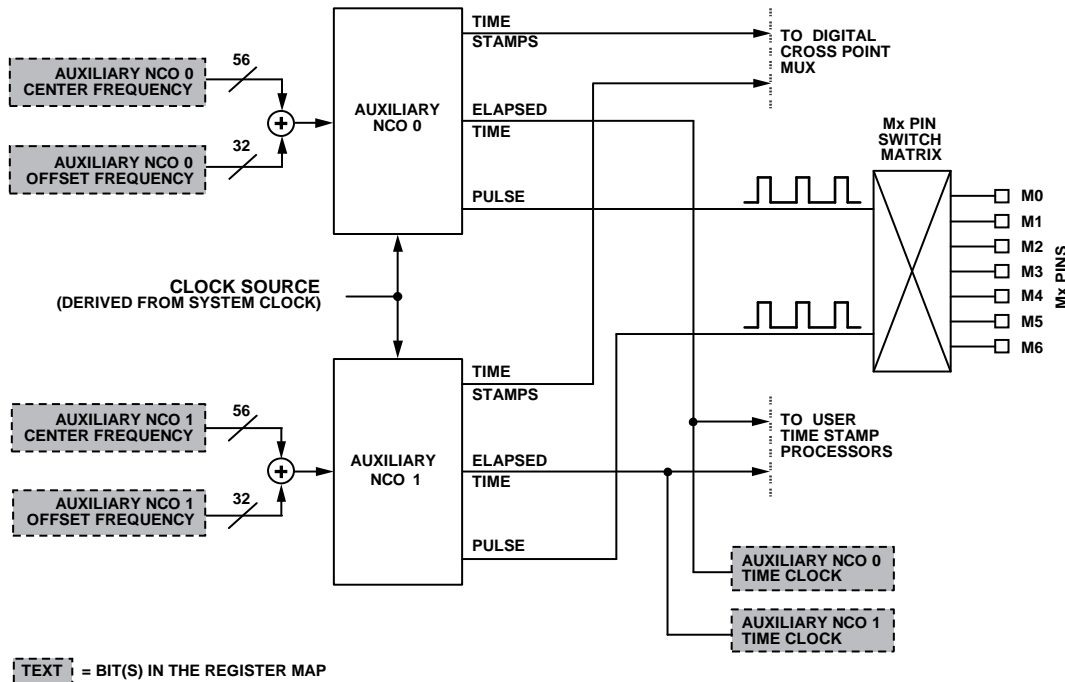 TIME
STAMPS
TO DIGITAL
CROSS POINT
MUX
56
AUXILIARY NCO 0
CENTER FREQUENCY
32
AUXILIARY NCO 0
OFFSET FREQUENCY
AUXILIARY
NCO 0
ELAPSED
TIME
PULSE
Mx PIN
SWITCH
MATRIX
M0
M1
M2
M3
M4
M5
M6
Mx PINS
CLOCK SOURCE
(DERIVED FROM SYSTEM CLOCK)
TIME
STAMPS
56
AUXILIARY NCO 1
CENTER FREQUENCY
32
AUXILIARY NCO 1
OFFSET FREQUENCY
AUXILIARY
NCO 1
ELAPSED
TIME
PULSE
TO USER
TIME STAMP
PROCESSORS
AUXILIARY NCO 0
TIME CLOCK
AUXILIARY NCO 1
TIME CLOCK
TEXT = BIT(S) IN THE REGISTER MAP